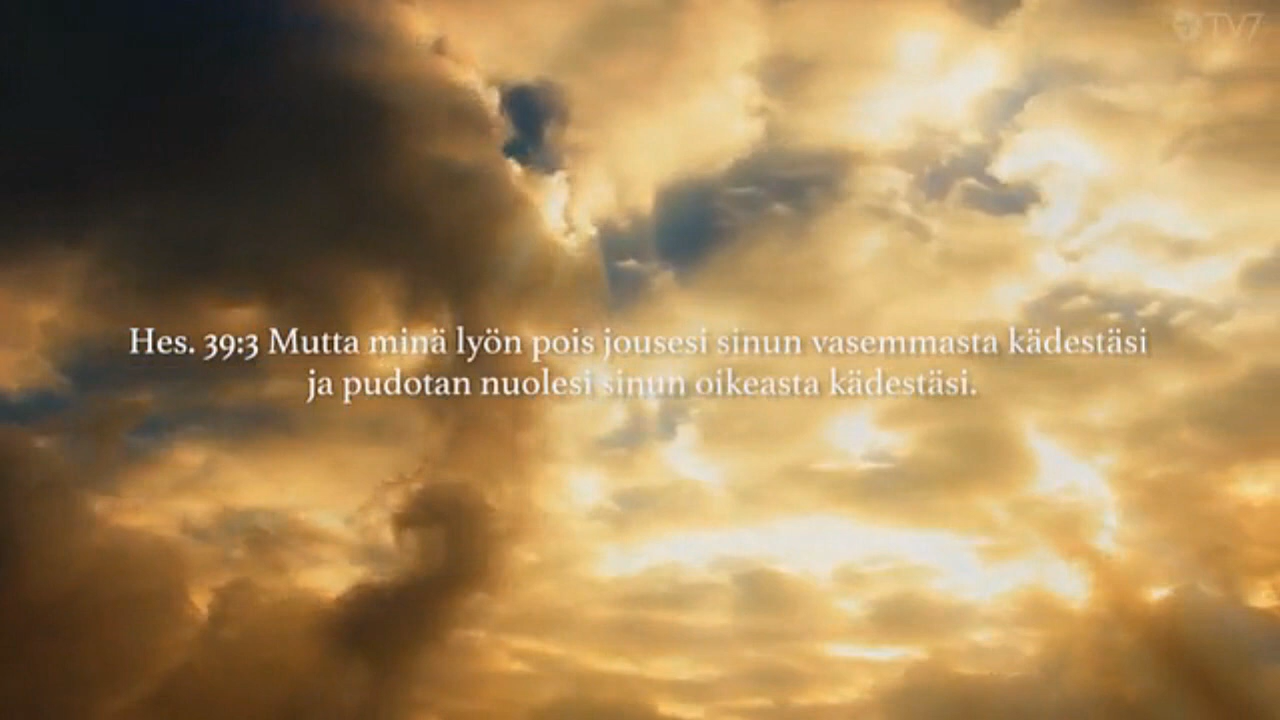 TV7
Hes. 39:3 Mutta minä lyön pois jousesi sinun vasemmasta kädestäsi
ja pudotan nuolesi sinun oikeasta kädestäsi.